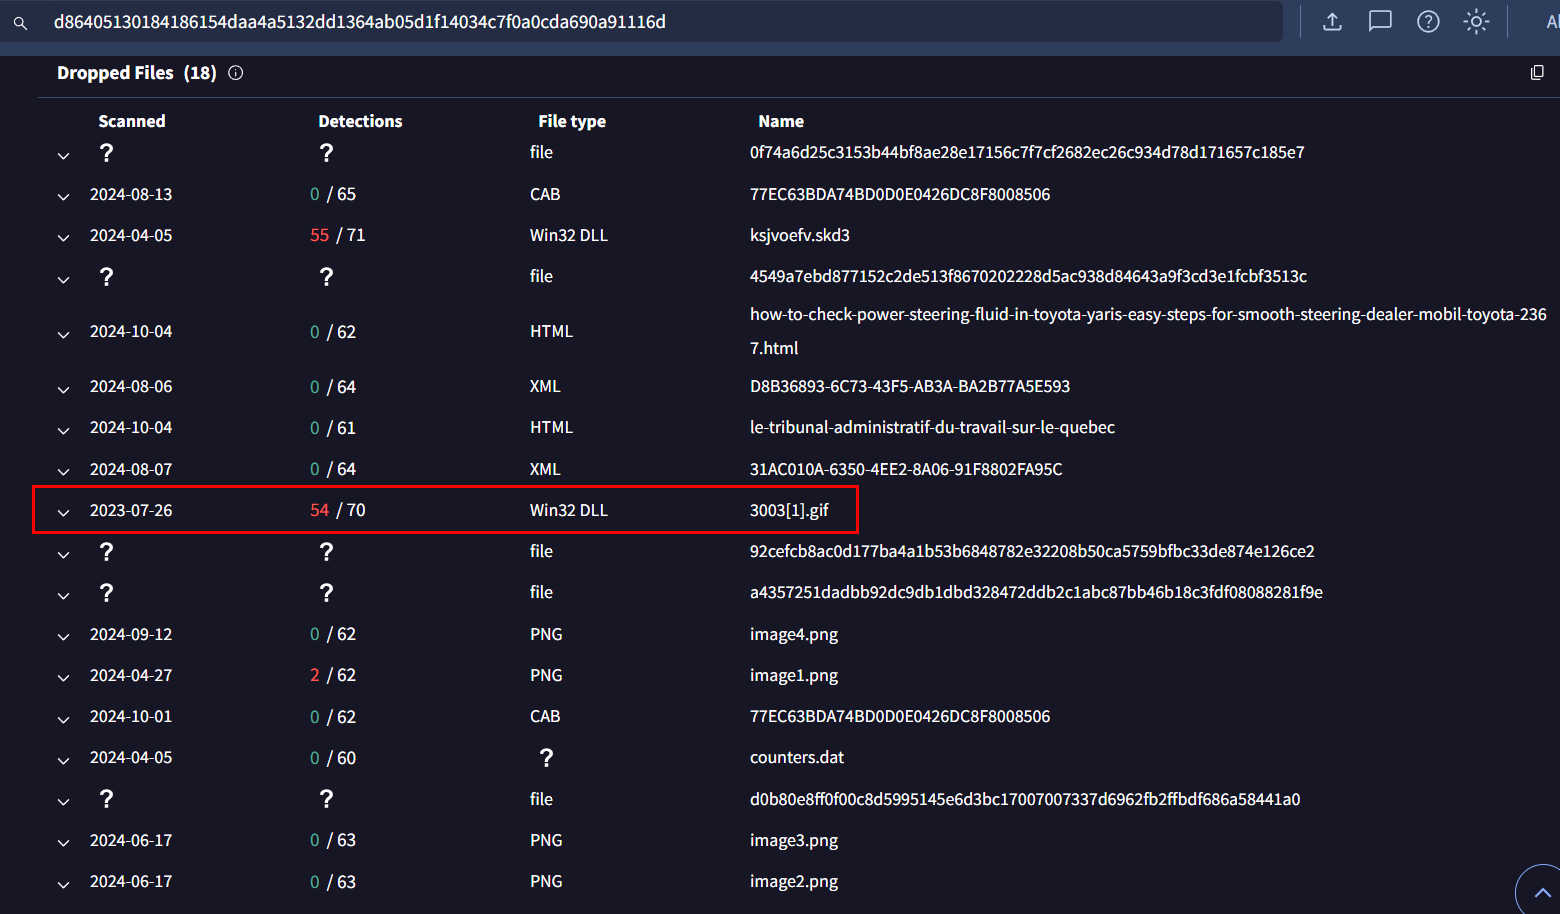 d86405130184186154daa4a5132dd1364ab05d1f14034c7f0a0cda690a91116d
Dropped Files (18)
Scanned Detections File type Name
? ? file 0f74a6d25c3153b44bf8ae28e17156c7f7cf2682ec26c934d78d171657c185e7
2024-08-13 0 / 65 CAB 77EC63BDA74BD0D0E0426DC8F8008506
2024-04-05 55 / 71 Win32 DLL ksjvoefv.skd3
? ? file 4549a7ebd877152c2de513f8670202228d5ac938d84643a9f3cd3e1fcbf3513c
how-to-check-power-steering-fluid-in-toyota-yaris-easy-steps-for-smooth-steering-dealer-mobil-toyota-236
2024-10-04 0 / 62 HTML
7.html
2024-08-06 0 / 64 XML D8B36893-6C73-43F5-AB3A-BA2B77A5E593
2024-10-04 0 / 61 HTML le-tribunal-administratif-du-travail-sur-le-quebec
2024-08-07 0 / 64 XML 31AC010A-6350-4EE2-8A06-91F8802FA95C
2023-07-26 54 / 70 Win32 DLL 3003[1].gif
? ? file 92cefcb8ac0d177ba4a1b53b6848782e32208b50ca5759bfbc33de874e126ce2
? ? file a4357251dadbb92dc9db1dbd328472ddb2c1abc87bb46b18c3fdf08088281f9e
2024-09-12 0 / 62 PNG image4.png
2024-04-27 2 / 62 PNG image1.png
2024-10-01 0 / 62 CAB 77EC63BDA74BD0D0E0426DC8F8008506
2024-04-05 0 / 60 ? counters.dat
? ? file d0b80e8ff0f00c8d5995145e6d3bc17007007337d6962fb2ffbdf686a58441a0
2024-06-17 0 / 63 PNG image3.png
2024-06-17 0 / 63 PNG image2.png